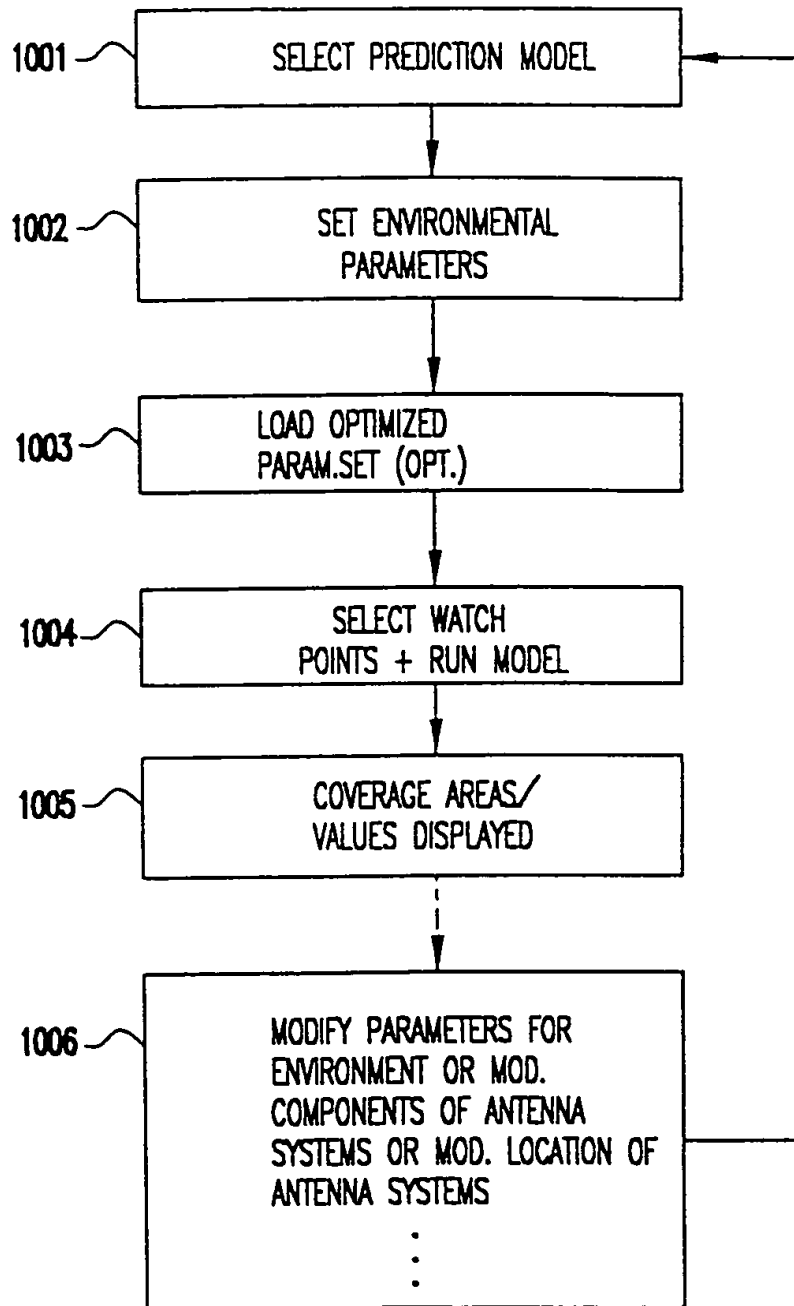 1001
SELECT PREDICTION MODEL
1002
SET ENVIRONMENTAL
PARAMETERS
1003
LOAD OPTIMIZED
PARAM.SET (OPT.)
1004
SELECT WATCH
POINTS + RUN MODEL
1005
COVERAGE AREAS/
VALUES DISPLAYED
1006
MODIFY PARAMETERS FOR
ENVIRONMENT OR MOD.
COMPONENTS OF ANTENNA
SYSTEMS OR MOD. LOCATION OF
ANTENNA SYSTEMS